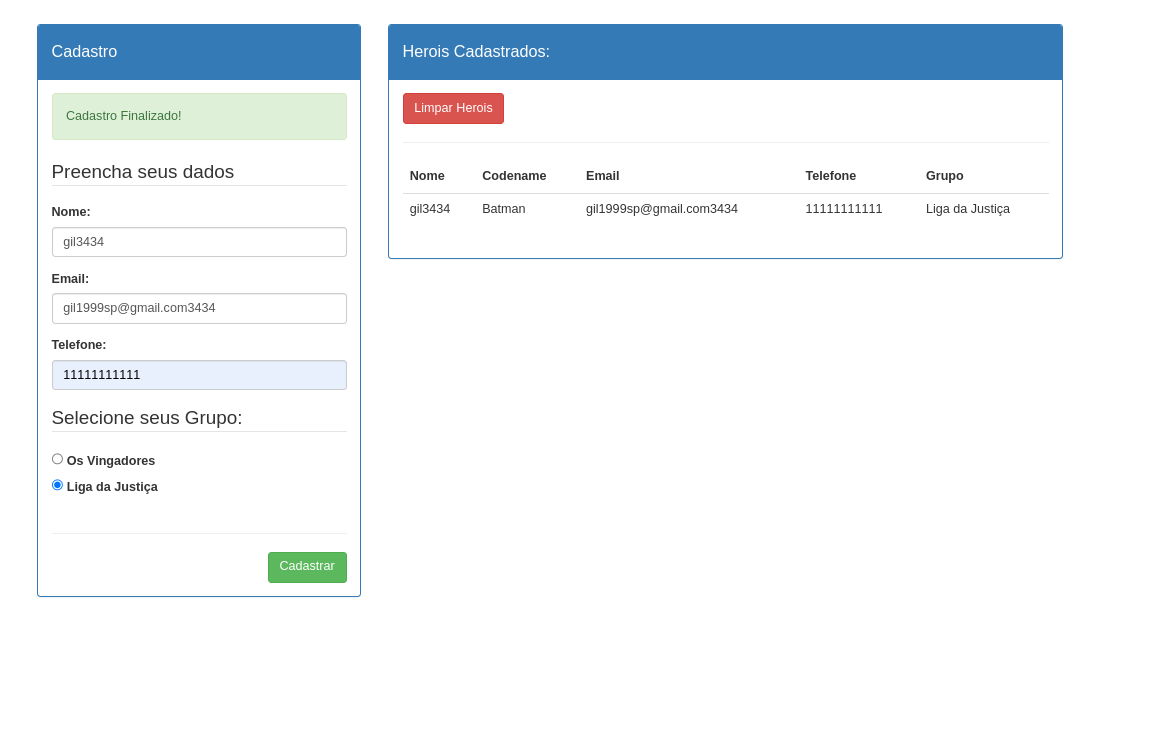 Cadastro
Cadastro Finalizado!
Preencha seus dados
Nome:
gil3434
Email:
gil1999sp@gmail.com3434
Telefone:
11111111111
Selecione seus Grupo:
Os Vingadores
Liga da Justiça
Cadastrar
Herois Cadastrados:
Limpar Herois
Nome Codename Email Telefone Grupo
gil3434 Batman gil1999sp@gmail.com3434 11111111111 Liga da Justiça